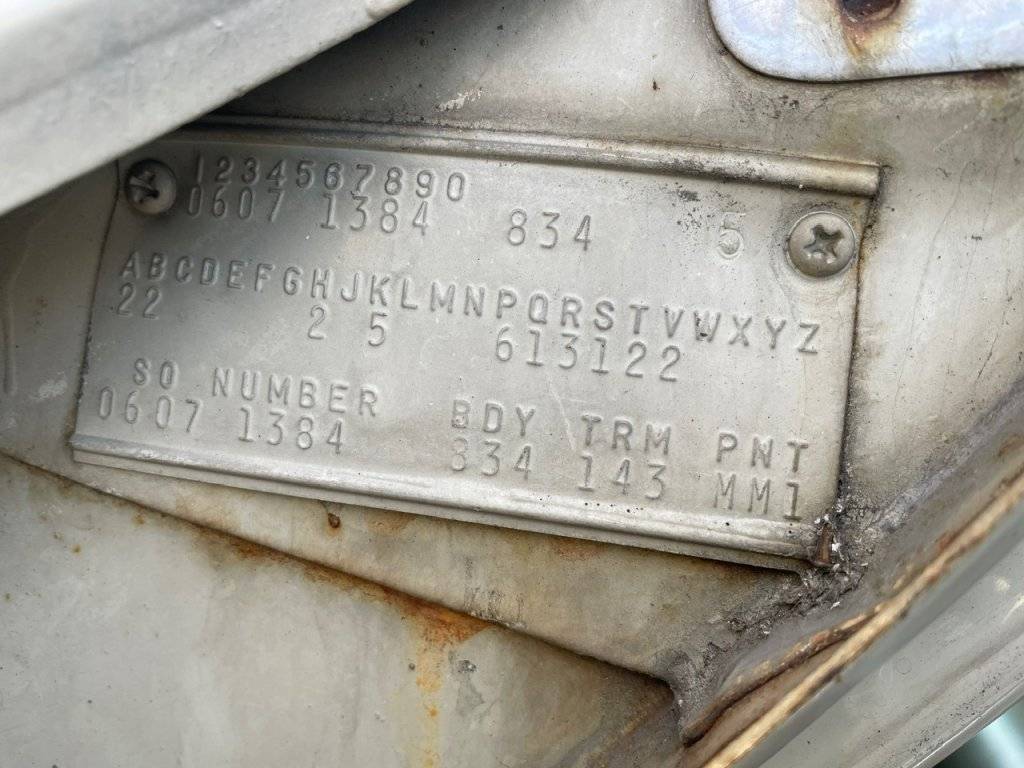 1234567890
0607 1384 834 5
ABCDEFGHJKLMNPQRSTVWXYZ
22 2 5 613122
SO NUMBER BDY TRM PNT
0607 1384 834 143 MM1